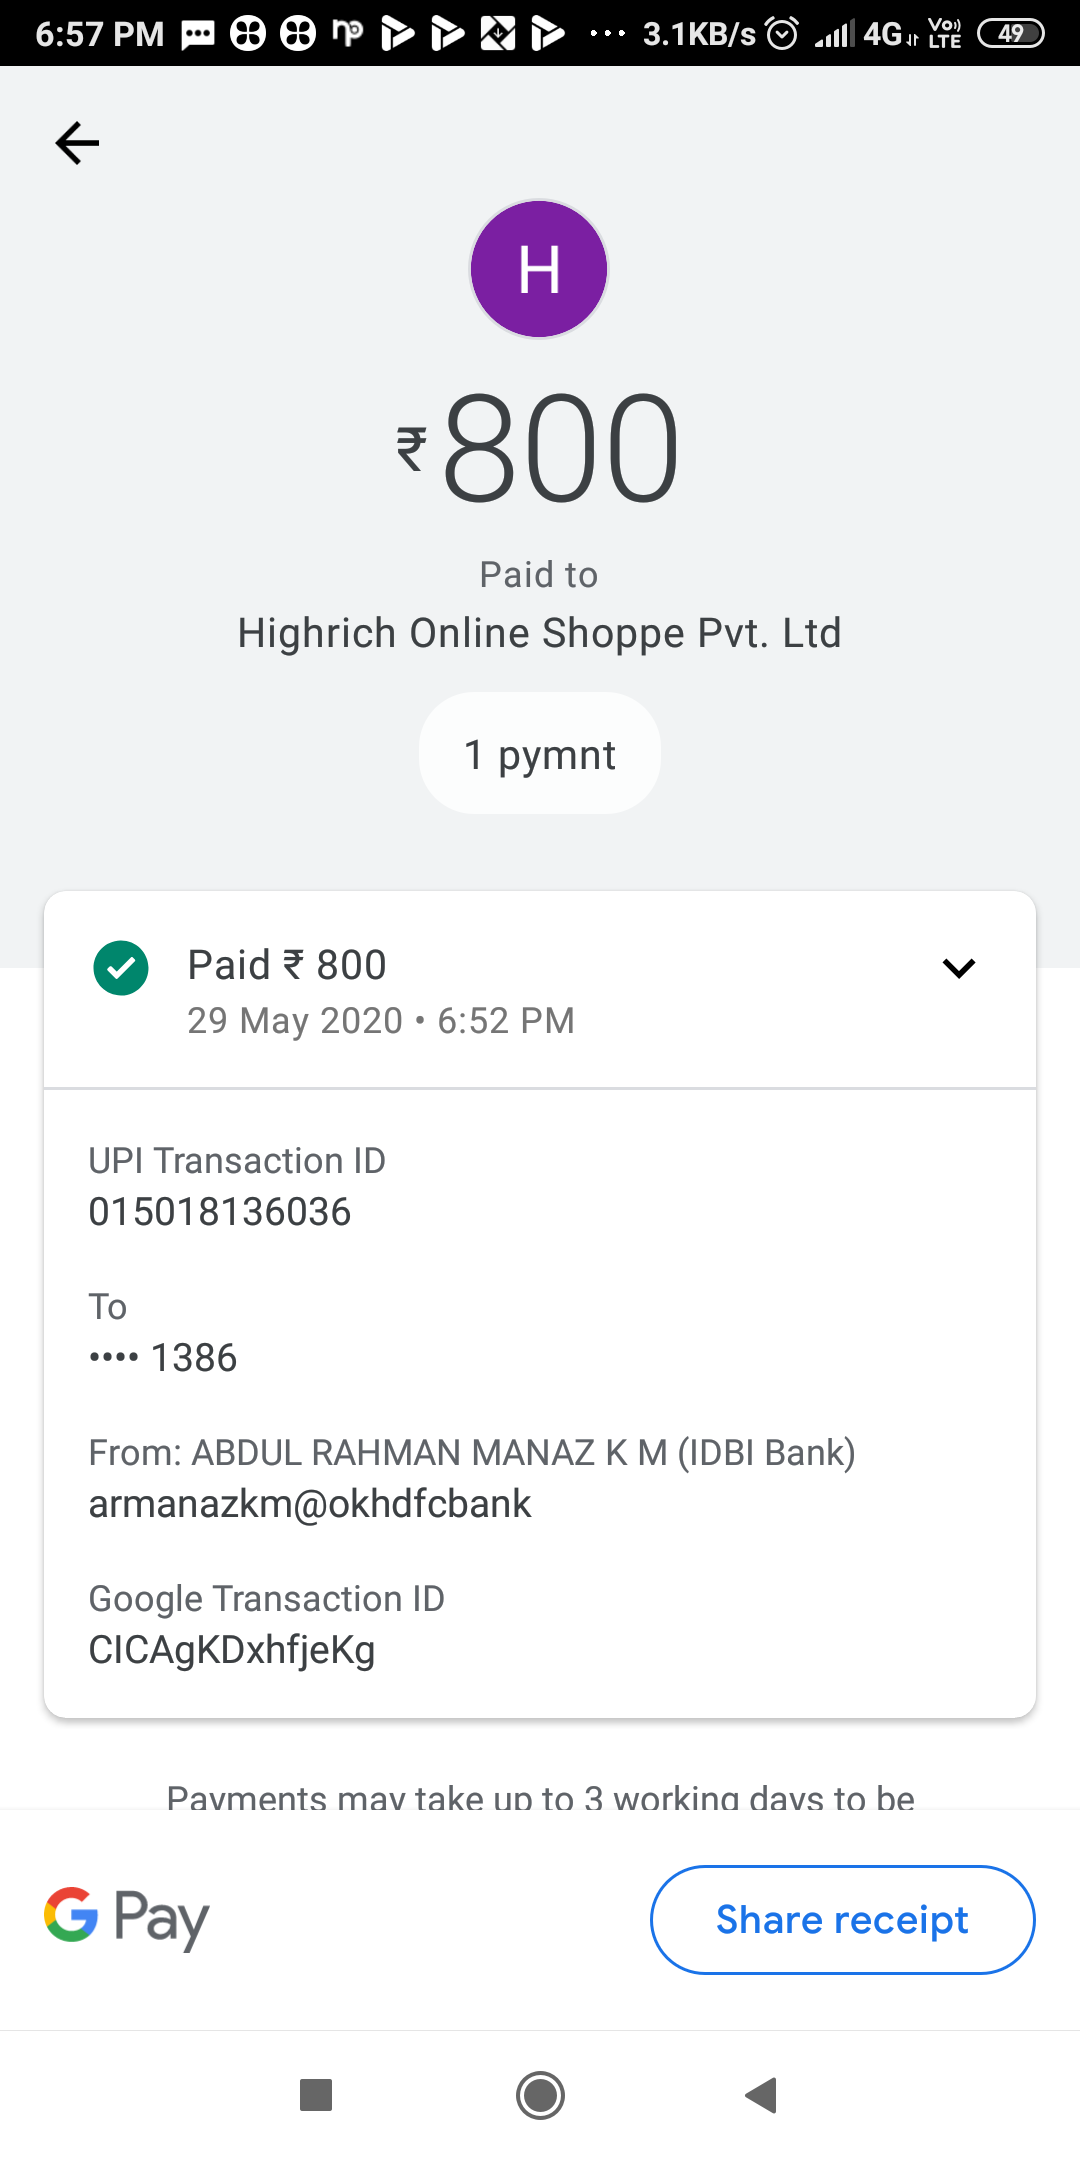 6:57 PM ... 3.1KB/s 4G VoLTE 49
H
₹800
Paid to
Highrich Online Shoppe Pvt. Ltd
1 pymnt
Paid ₹ 800
29 May 2020 • 6:52 PM
UPI Transaction ID
015018136036
To
•••• 1386
From: ABDUL RAHMAN MANAZ K M (IDBI Bank)
armanazkm@okhdfcbank
Google Transaction ID
CICAgKDxhfjeKg
Payments may take up to 3 working days to be
G Pay
Share receipt